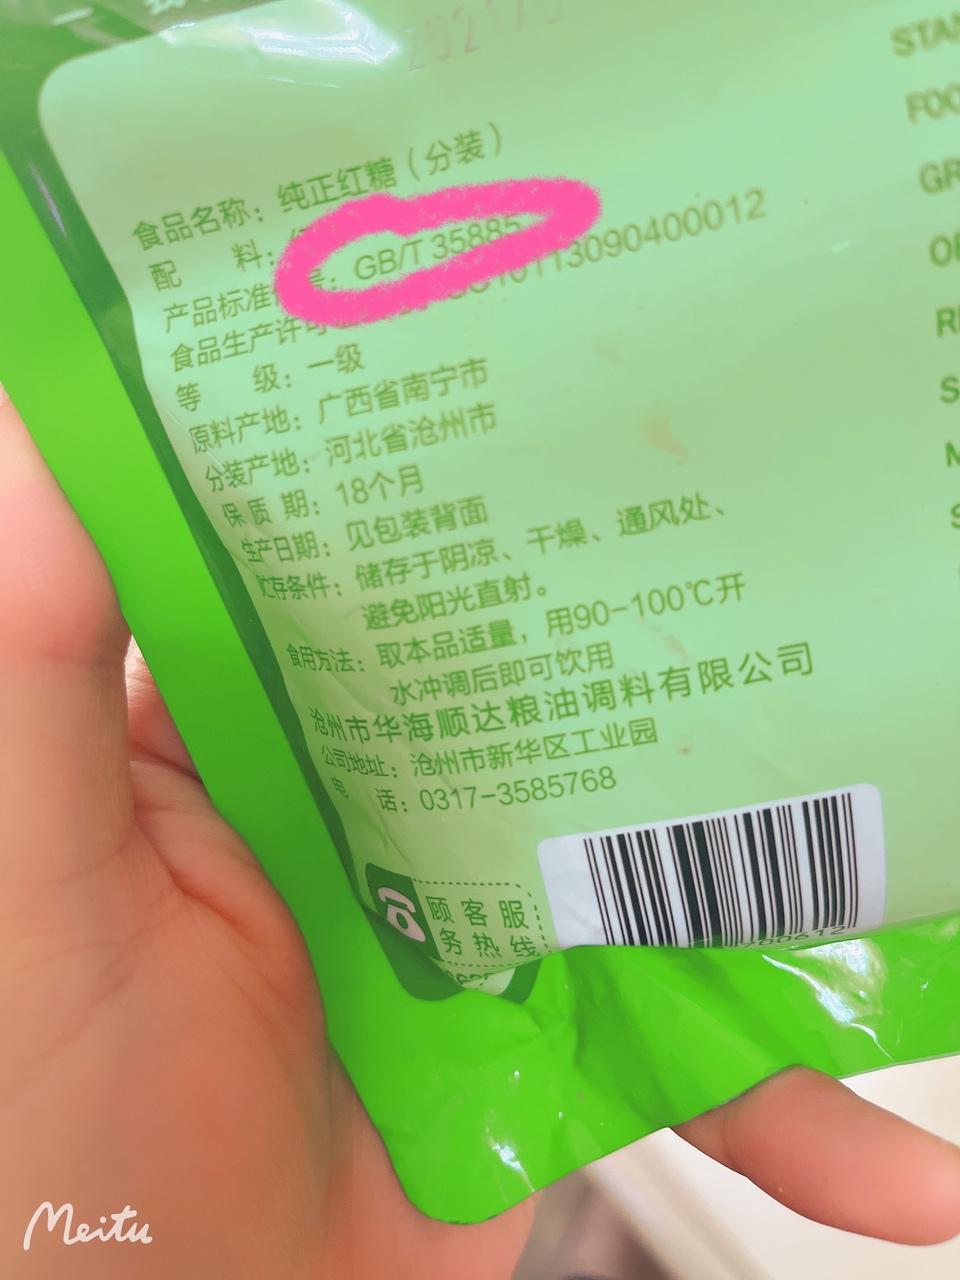 食品名称：纯正红糖（分装）
配 料：
产品标准 号：GB/T 35885
食品生产许可 1011309040​0012
等 级：一级
原料产地：广西省南宁市
分装产地：河北省沧州市
保质期：18个月
生产日期：见包装背面
贮存条件：储存于阴凉、干燥、通风处、
避免阳光直射。
食用方法：取本品适量，用90-100℃开
水冲调后即可饮用
沧州市华海顺达粮油调料有限公司
公司地址：沧州市新华区工业园
电 话：0317-3585768
顾客服
务热线
700612
STAN
FOO
GR
Meitu